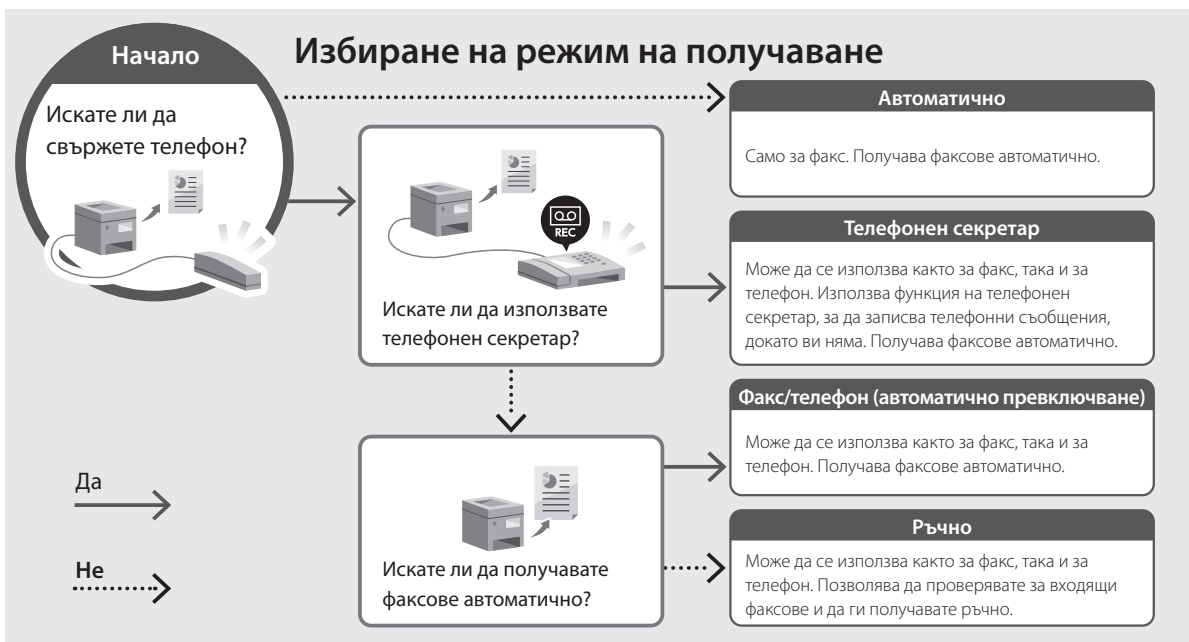 Начало
Избиране на режим на получаване
Искате ли да
свържете телефон?
Автоматично
Само за факс. Получава факсове автоматично.
REC
Искате ли да използвате
телефонен секретар?
Телефонен секретар
Може да се използва както за факс, така и за
телефон. Използва функция на телефонен
секретар, за да записва телефонни съобщения,
докато ви няма. Получава факсове автоматично.
Факс/телефон (автоматично превключване)
Може да се използва както за факс, така и за
телефон. Получава факсове автоматично.
Да
Не
Искате ли да получавате
факсове автоматично?
Ръчно
Може да се използва както за факс, така и за
телефон. Позволява да проверявате за входящи
факсове и да ги получавате ръчно.